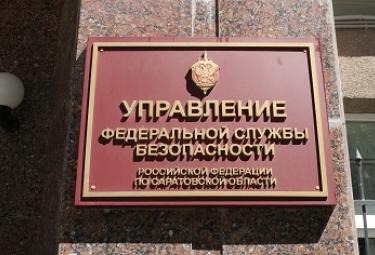 УПРАВЛЕНИЕ
ФЕДЕРАЛЬНОЙ СЛУЖБЫ
БЕЗОПАСНОСТИ
РОССИЙСКОЙ ФЕДЕРАЦИИ
ПО САРАТОВСКОЙ ОБЛАСТИ